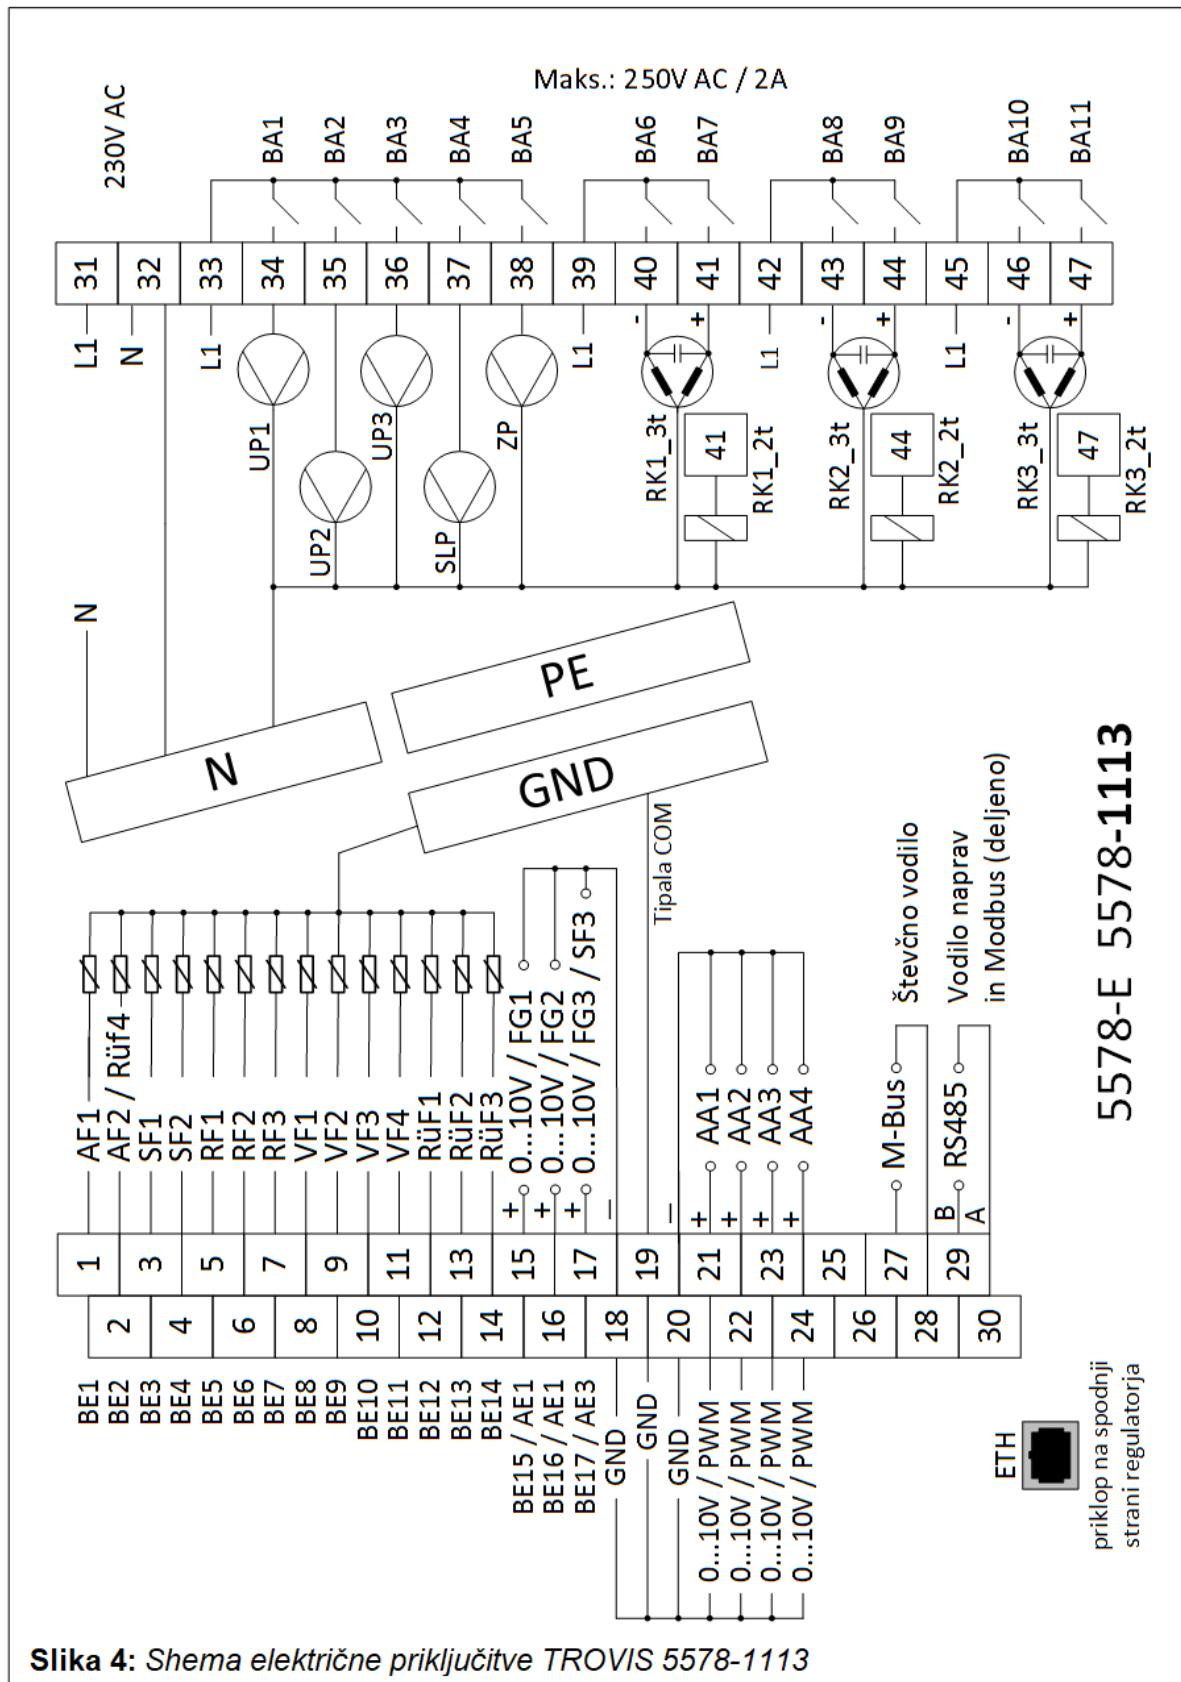 Maks.: 250V AC / 2A
230V AC
BA1
BA2
BA3
BA4
BA5
BA6
BA7
BA8
BA9
BA10
BA11
31
32
33
34
35
36
37
38
39
40
41
42
43
44
45
46
47
L1
N
L1
L1
- +
L1
- +
L1
- +
UP1
UP2
UP3
SLP
ZP
RK1_3t
41
RK1_2t
RK2_3t
44
RK2_2t
RK3_3t
47
RK3_2t
N
N
PE
GND
Tipala COM
AF1
AF2 / Rüf4
SF1
SF2
RF1
RF2
RF3
VF1
VF2
VF3
VF4
RüF1
RüF2
RüF3
+ 0...10V / FG1
+ 0...10V / FG2
+ 0...10V / FG3 / SF3
–
–
+ AA1
+ AA2
+ AA3
+ AA4
M-Bus
Števčno vodilo
B
A
RS485
Vodilo naprav
in Modbus (deljeno)
5578-E 5578-1113
1
3
5
7
9
11
13
15
17
19
21
23
25
27
29
2
4
6
8
10
12
14
16
18
20
22
24
26
28
30
BE1
BE2
BE3
BE4
BE5
BE6
BE7
BE8
BE9
BE10
BE11
BE12
BE13
BE14
BE15 / AE1
BE16 / AE1
BE17 / AE3
GND
GND
GND
0...10V / PWM
0...10V / PWM
0...10V / PWM
0...10V / PWM
ETH
priklop na spodnji
strani regulatorja
Slika 4: Shema električne priključitve TROVIS 5578-1113